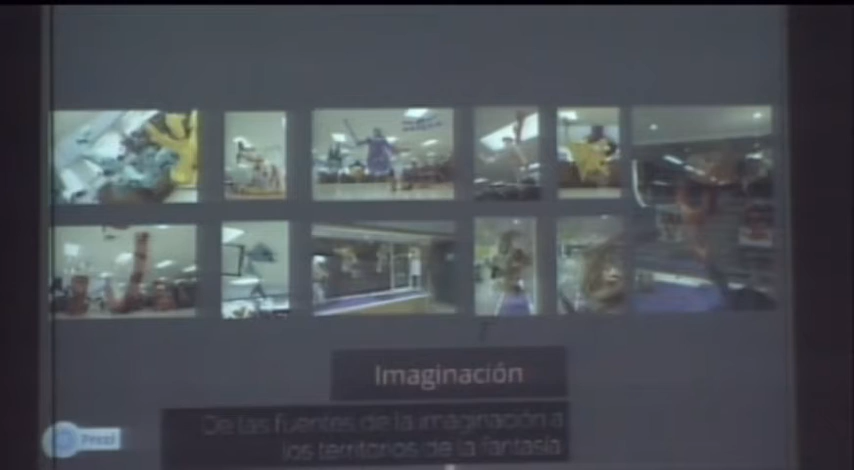 Imaginación
De las fuentes de la imaginación a
los territorios de la fantasía
Prezi